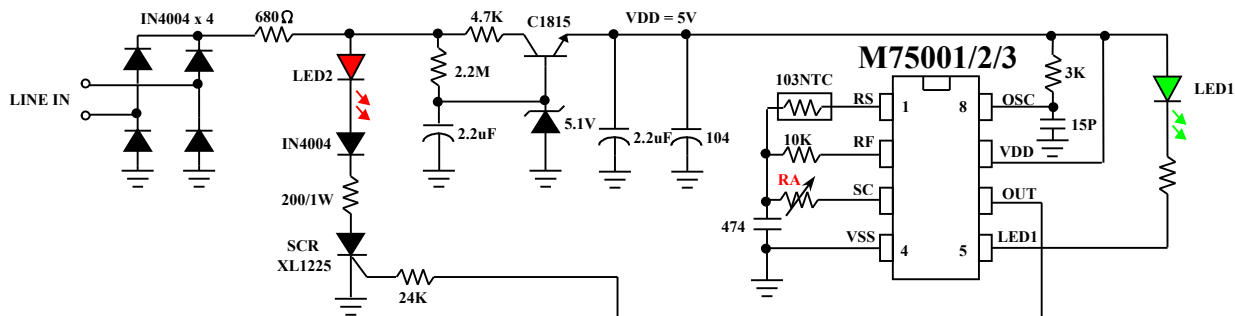 IN4004 x 4
680Ω
4.7K
C1815
VDD = 5V
M75001/2/3
LED2
2.2M
103NTC
RS
1
8
OSC
3K
LED1
LINE IN
2.2uF
5.1V
2.2uF
104
15P
IN4004
10K
RF
VDD
200/1W
RA
SC
OUT
474
VSS
4
5
LED1
SCR
XL1225
24K